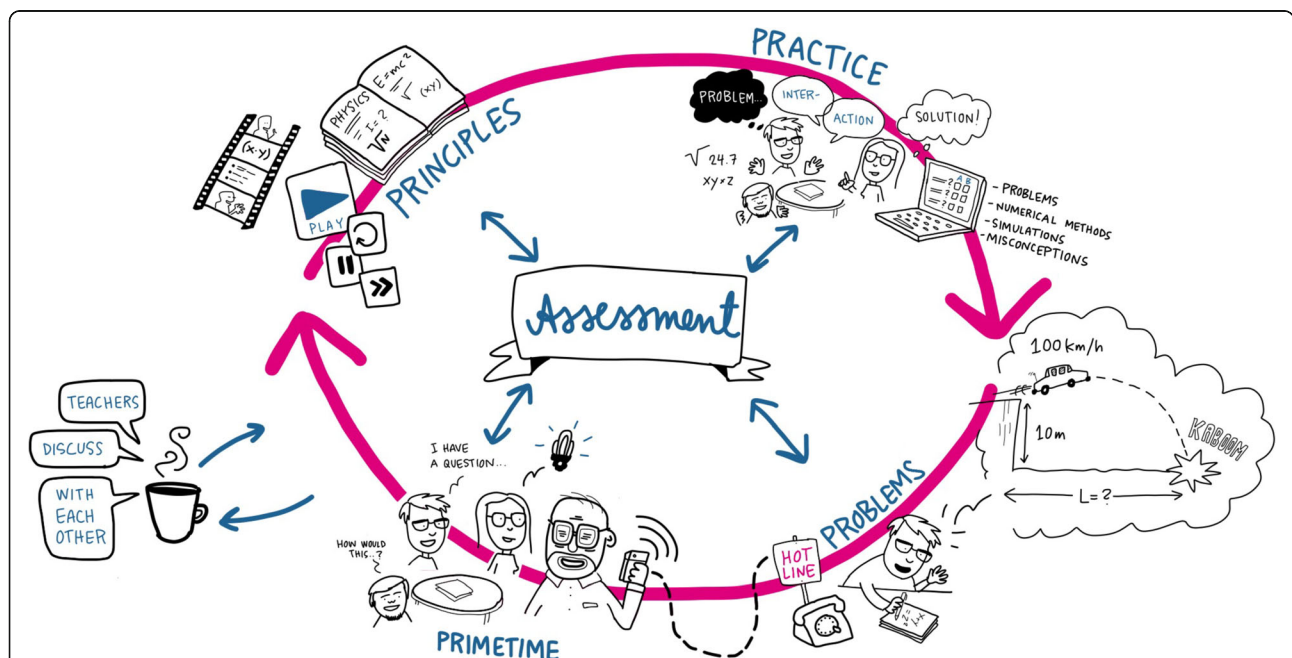 PRACTICE
PROBLEM...
INTER-
ACTION
SOLUTION!
√ 24.7
xy×z
A B
?
?
?
- PROBLEMS
- NUMERICAL METHODS
- SIMULATIONS
- MISCONCEPTIONS
PHYSICS
I=?
√N
E=mc²
√ (xy)
(x·y)
PRINCIPLES
PLAY
Assessment
100 km/h
10m
KABOOM
L=?
TEACHERS
DISCUSS
WITH
EACH
OTHER
I HAVE
A QUESTION...
HOW WOULD
THIS..?
PRIMETIME
HOT
LINE
PROBLEMS